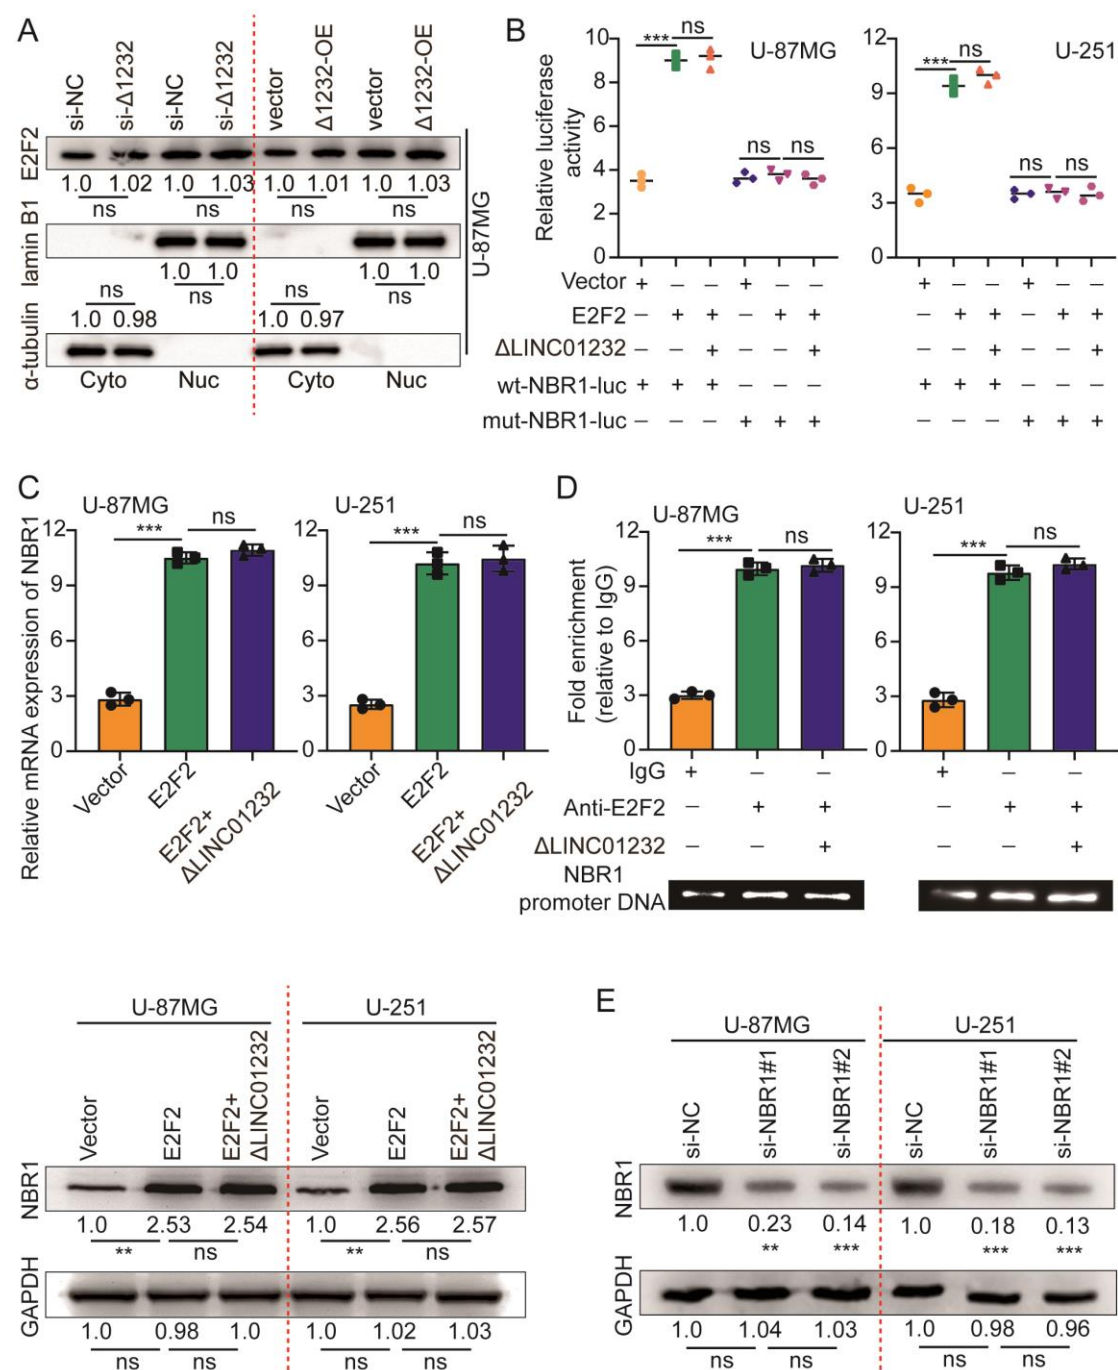 A
si-NC
si-Δ1232
si-NC
si-Δ1232
vector
Δ1232-OE
vector
Δ1232-OE
E2F2
1.0 1.02 1.0 1.03 1.0 1.01 1.0 1.03
ns ns ns ns
lamin B1
1.0 1.0 1.0 1.0
ns ns
ns ns
1.0 0.98 1.0 0.97
α-tubulin
Cyto Nuc Cyto Nuc
U-87MG
B
Relative luciferase
activity
10
8
6
4
2
0
*** ns
ns ns
U-87MG
12
9
6
3
0
*** ns
ns ns
U-251
Vector + − − + − − + − − + − −
E2F2 − + + − + + − + + − + +
ΔLINC01232 − − + − − + − − + − − +
wt-NBR1-luc + + + − − − + + + − − −
mut-NBR1-luc − − − + + + − − − + + +
C
Relative mRNA expression of NBR1
U-87MG
12
9
6
3
0
*** ns
Vector
E2F2
E2F2+
ΔLINC01232
U-251
12
9
6
3
0
*** ns
Vector
E2F2
E2F2+
ΔLINC01232
D
Fold enrichment
(relative to IgG)
U-87MG
12
9
6
3
0
*** ns
U-251
12
9
6
3
0
*** ns
IgG + − − + − −
Anti-E2F2 − + + − + +
ΔLINC01232 − − + − − +
NBR1
promoter DNA
U-87MG U-251
Vector
E2F2
E2F2+
ΔLINC01232
Vector
E2F2
E2F2+
ΔLINC01232
NBR1
1.0 2.53 2.54 1.0 2.56 2.57
** ns ** ns
GAPDH
1.0 0.98 1.0 1.0 1.02 1.03
ns ns ns ns
E
U-87MG U-251
si-NC
si-NBR1#1
si-NBR1#2
si-NC
si-NBR1#1
si-NBR1#2
NBR1
1.0 0.23 0.14 1.0 0.18 0.13
** *** *** ***
GAPDH
1.0 1.04 1.03 1.0 0.98 0.96
ns ns ns ns